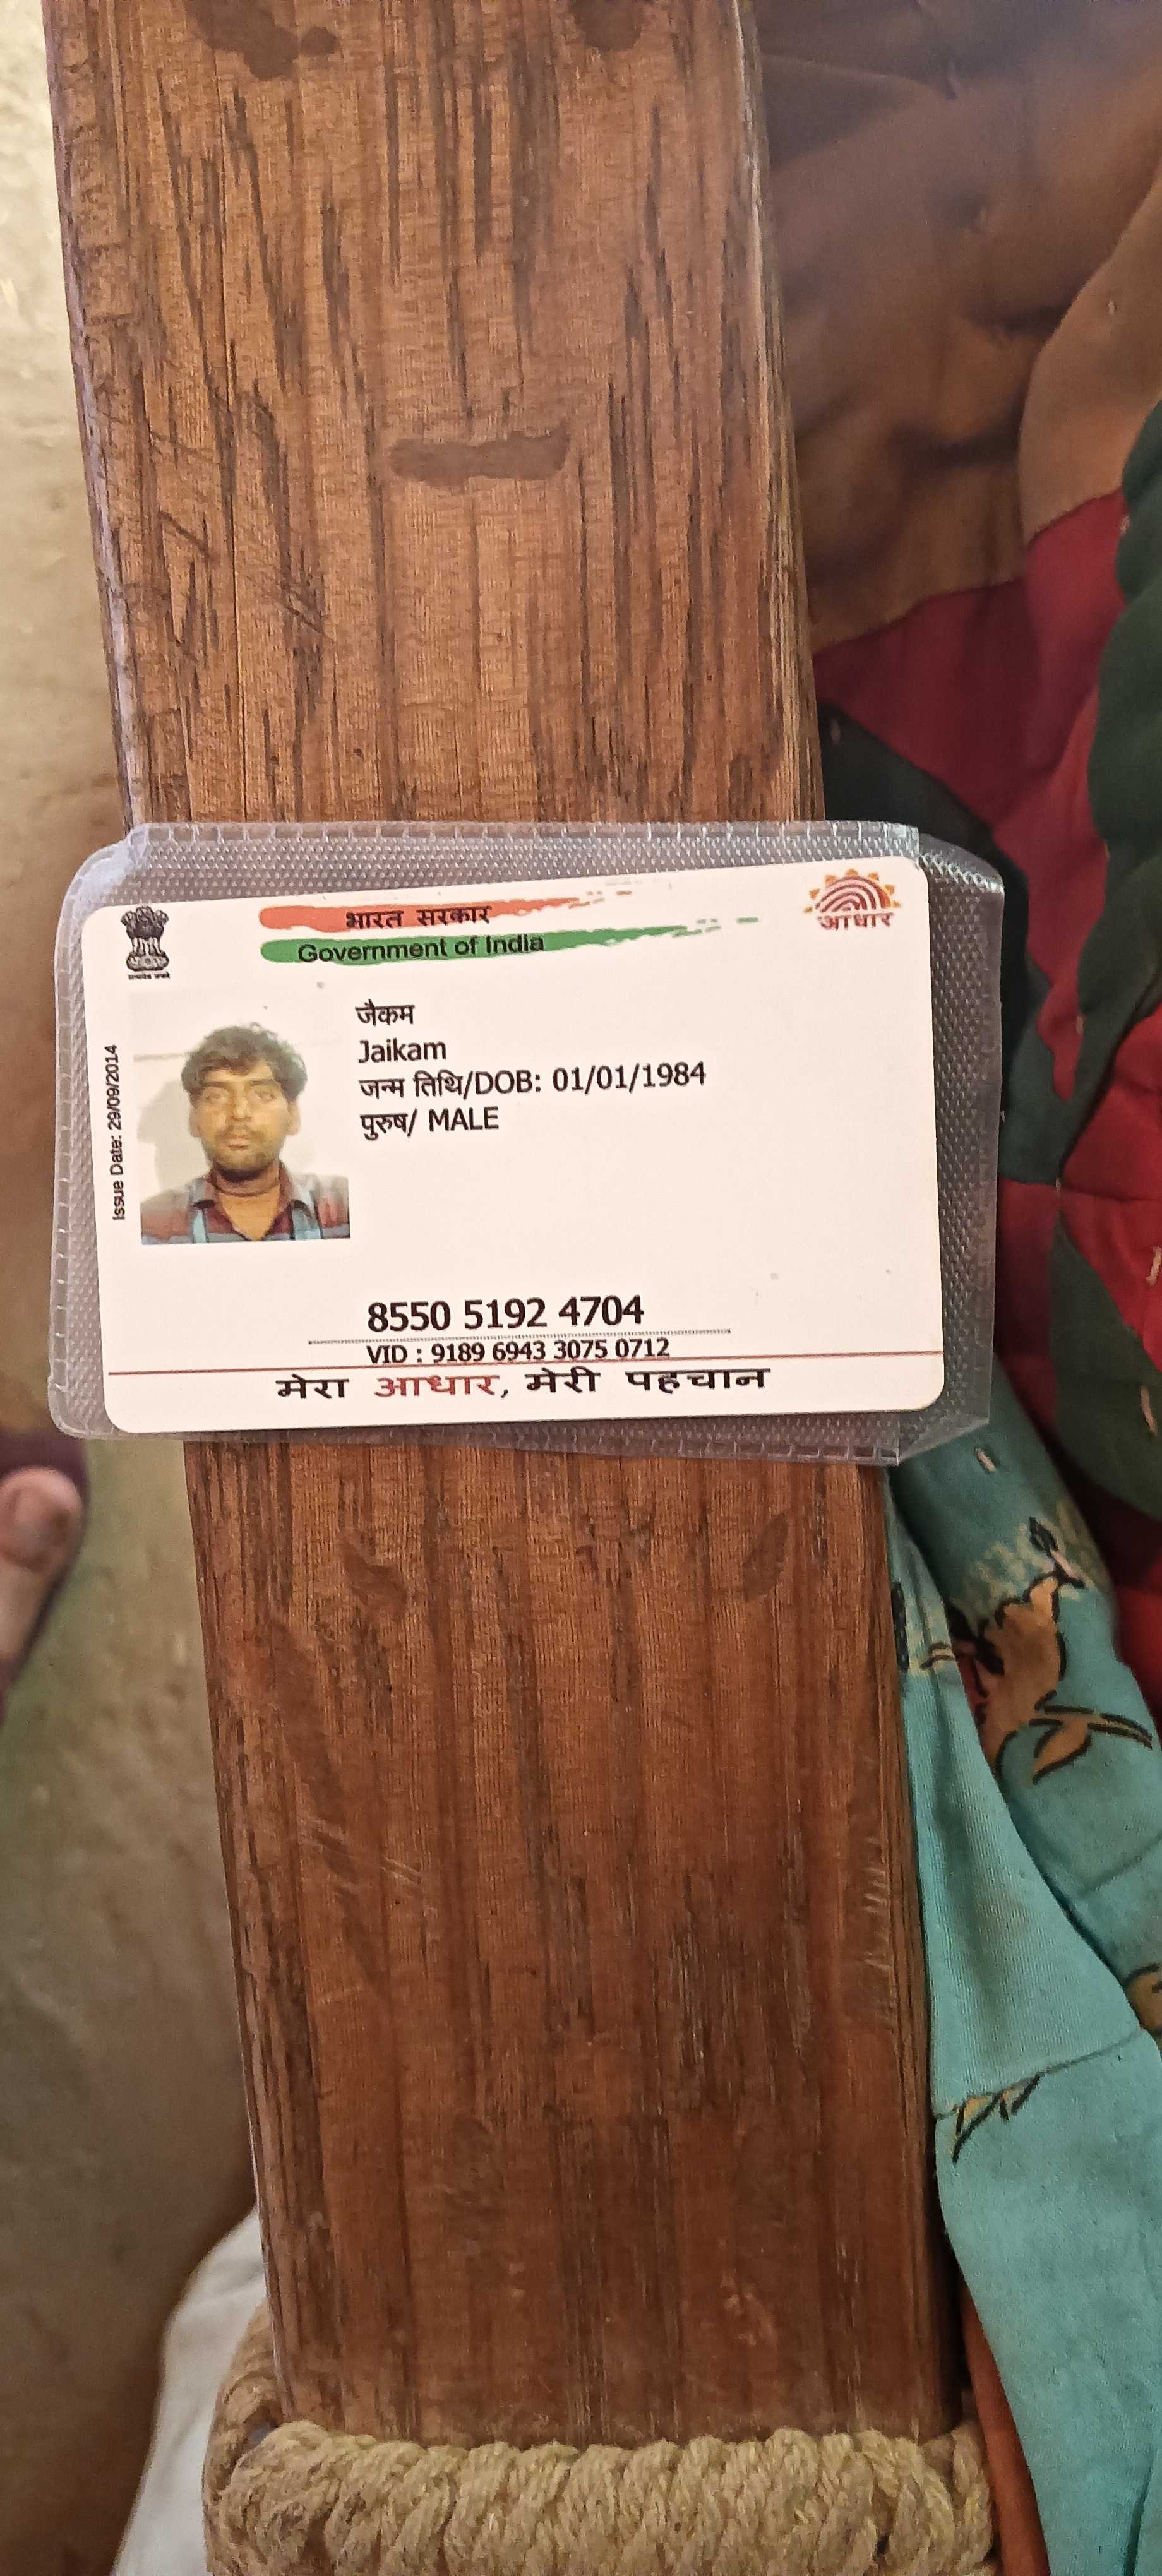 भारत सरकार
Government of India
आधार
सत्यमेव जयते
Issue Date: 29/09/2014
जैकम
Jaikam
जन्म तिथि/DOB: 01/01/1984
पुरुष/ MALE
8550 5192 4704
VID : 9189 6943 3075 0712
मेरा आधार, मेरी पहचान